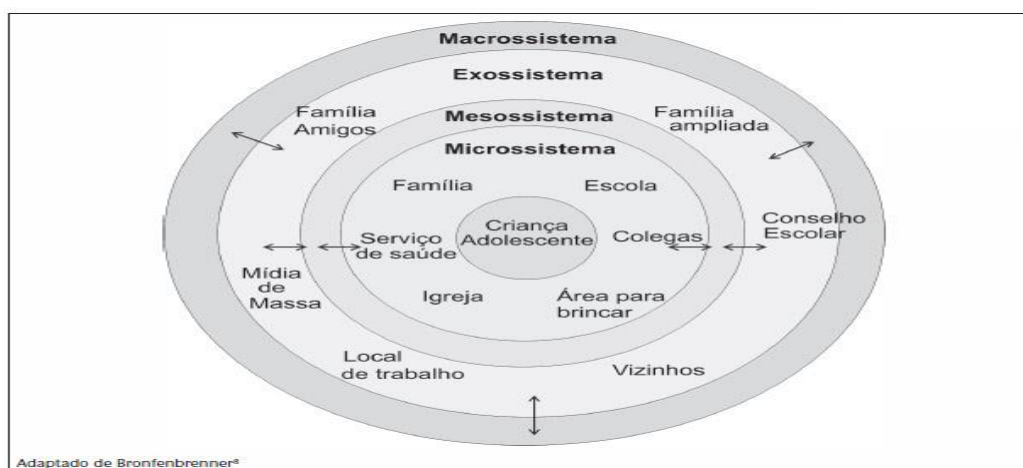 Macrossistema
Exossistema
Família
Amigos
Família
ampliada
Mesossistema
Microssistema
Família
Escola
Criança
Adolescente
Serviço
de saúde
Colegas
Conselho
Escolar
Mídia
de
Massa
Igreja
Área para
brincar
Local
de trabalho
Vizinhos
Adaptado de Bronfenbrenner⁸